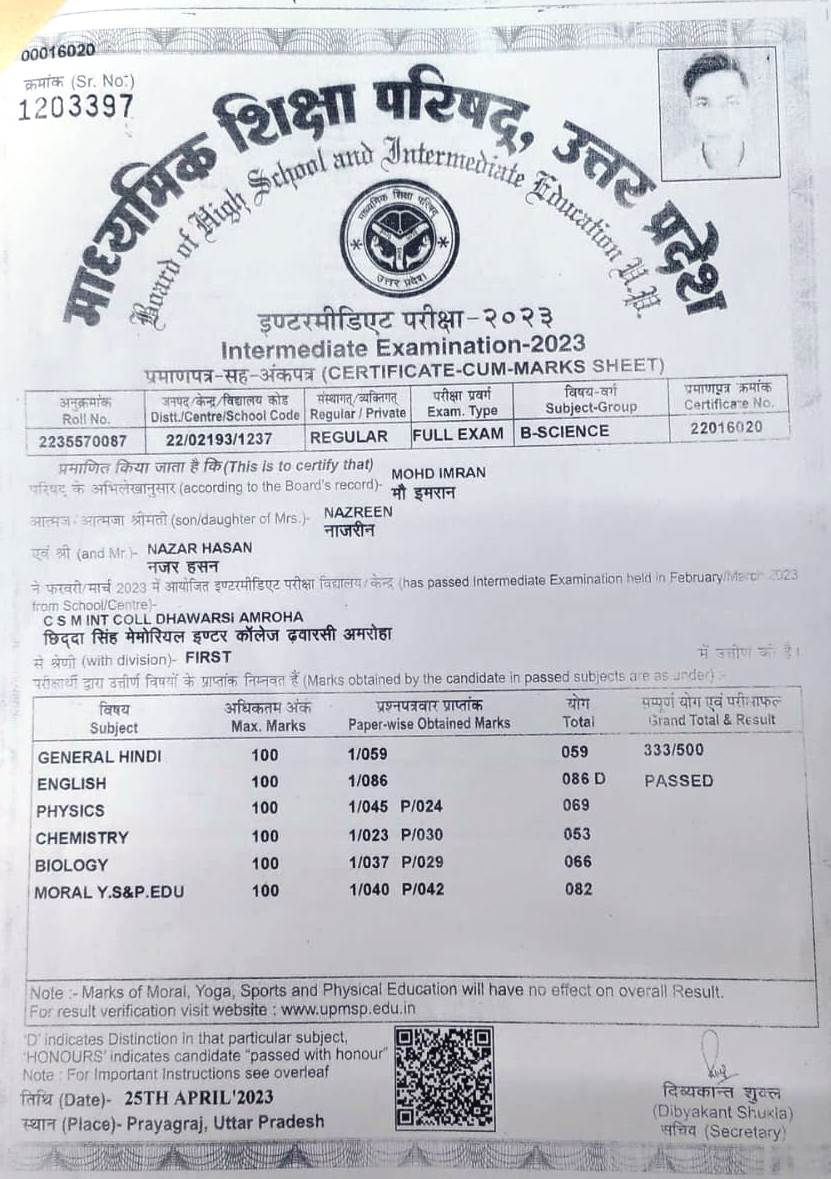 00016020
क्रमांक (Sr. No:)
1203397
माध्यमिक शिक्षा परिषद्, उत्तर प्रदेश
Board of High School and Intermediate Education U.P.
माध्यमिक शिक्षा परिषद्
उत्तर प्रदेश
इण्टरमीडिएट परीक्षा-२०२३
Intermediate Examination-2023
प्रमाणपत्र-सह-अंकपत्र (CERTIFICATE-CUM-MARKS SHEET)
अनुक्रमांक जनपद/केन्द्र/विद्यालय कोड संस्थागत/व्यक्तिगत परीक्षा प्रवर्ग विषय-वर्ग प्रमाणपत्र क्रमांक
Roll No. Distt./Centre/School Code Regular / Private Exam. Type Subject-Group Certificate No.
2235570087 22/02193/1237 REGULAR FULL EXAM B-SCIENCE 22016020
प्रमाणित किया जाता है कि (This is to certify that) MOHD IMRAN
परिषद के अभिलेखानुसार (according to the Board's record)- मौ इमरान
आत्मज/आत्मजा श्रीमती (son/daughter of Mrs.)- NAZREEN
नाजरीन
एवं श्री (and Mr.)- NAZAR HASAN
नजर हसन
ने फरवरी/मार्च 2023 में आयोजित इण्टरमीडिएट परीक्षा विद्यालय/केन्द्र (has passed Intermediate Examination held in February/March 2023
from School/Centre)-
C S M INT COLL DHAWARSI AMROHA
छिद्दा सिंह मेमोरियल इण्टर कॉलेज ढ़वारसी अमरोहा
से श्रेणी (with division)- FIRST में उत्तीर्ण की है।
परीक्षार्थी द्वारा उत्तीर्ण विषयों के प्राप्तांक निम्नवत हैं (Marks obtained by the candidate in passed subjects are as under) :-
विषय अधिकतम अंक प्रश्नपत्रवार प्राप्तांक योग सम्पूर्ण योग एवं परीक्षाफल
Subject Max. Marks Paper-wise Obtained Marks Total Grand Total & Result
GENERAL HINDI 100 1/059 059 333/500
ENGLISH 100 1/086 086 D PASSED
PHYSICS 100 1/045 P/024 069
CHEMISTRY 100 1/023 P/030 053
BIOLOGY 100 1/037 P/029 066
MORAL Y.S&P.EDU 100 1/040 P/042 082
Note :- Marks of Moral, Yoga, Sports and Physical Education will have no effect on overall Result.
For result verification visit website : www.upmsp.edu.in
'D' indicates Distinction in that particular subject,
'HONOURS' indicates candidate "passed with honour"
Note : For Important Instructions see overleaf
तिथि (Date)- 25TH APRIL'2023
स्थान (Place)- Prayagraj, Uttar Pradesh
दिव्यकान्त शुक्ल
(Dibyakant Shukla)
सचिव (Secretary)